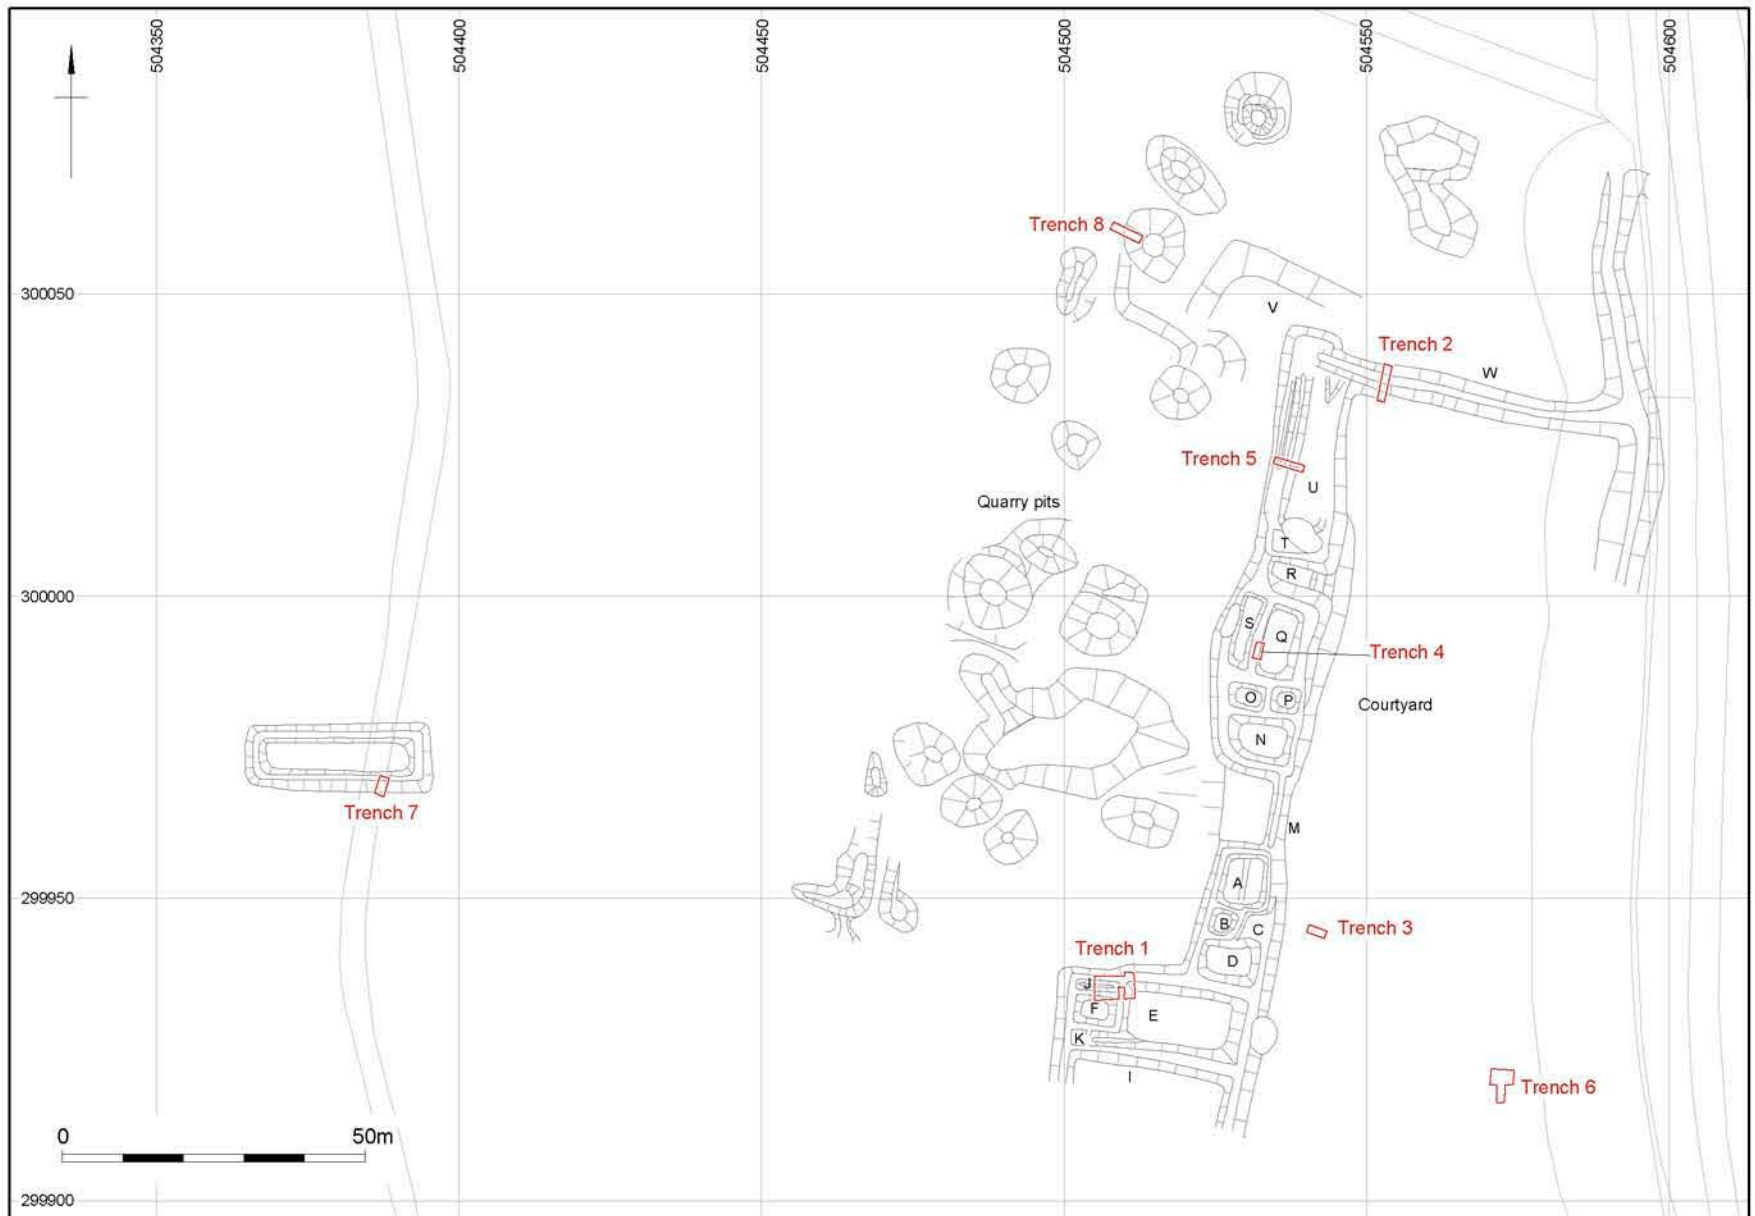 504350
504400
504450
504500
504550
504600
Trench 8
300050
V
Trench 2
W
Trench 5
U
Quarry pits
T
R
300000
S
Q
Trench 4
O
P
Courtyard
N
Trench 7
M
A
299950
B
C
Trench 3
D
Trench 1
J
F
E
K
I
Trench 6
0
50m
299900